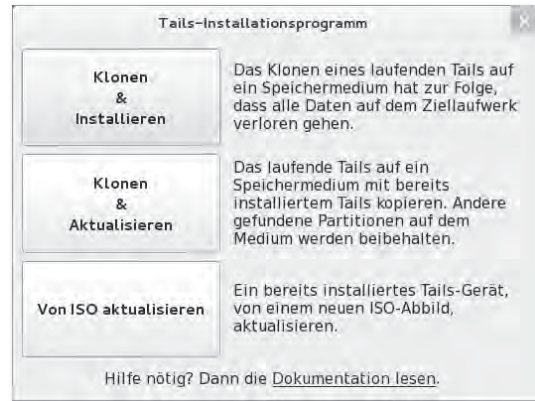 Tails-Installationsprogramm
Klonen
&
Installieren
Das Klonen eines laufenden Tails auf
ein Speichermedium hat zur Folge,
dass alle Daten auf dem Ziellaufwerk
verloren gehen.
Klonen
&
Aktualisieren
Das laufende Tails auf ein
Speichermedium mit bereits
installiertem Tails kopieren. Andere
gefundene Partitionen auf dem
Medium werden beibehalten.
Von ISO aktualisieren
Ein bereits installiertes Tails-Gerät,
von einem neuen ISO-Abbild,
aktualisieren.
Hilfe nötig? Dann die Dokumentation lesen.